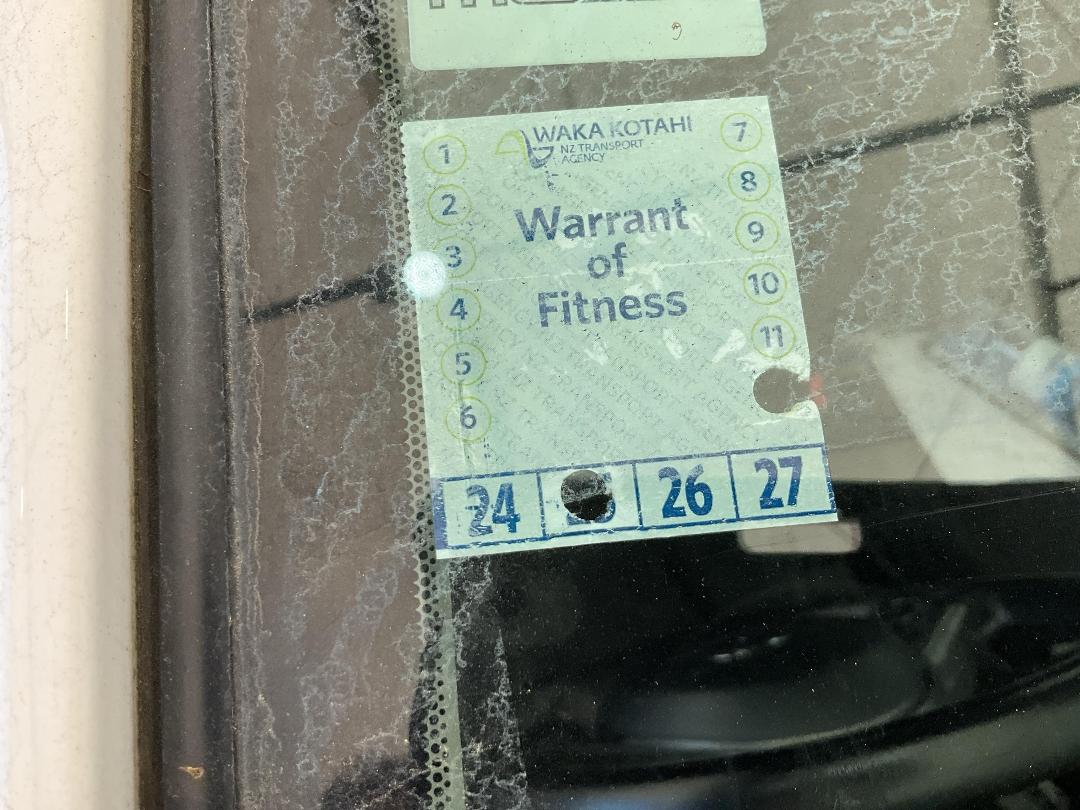 WAKA KOTAHI
NZ TRANSPORT
AGENCY
Warrant
of
Fitness
1
2
3
4
5
6
7
8
9
10
11
24
26
27